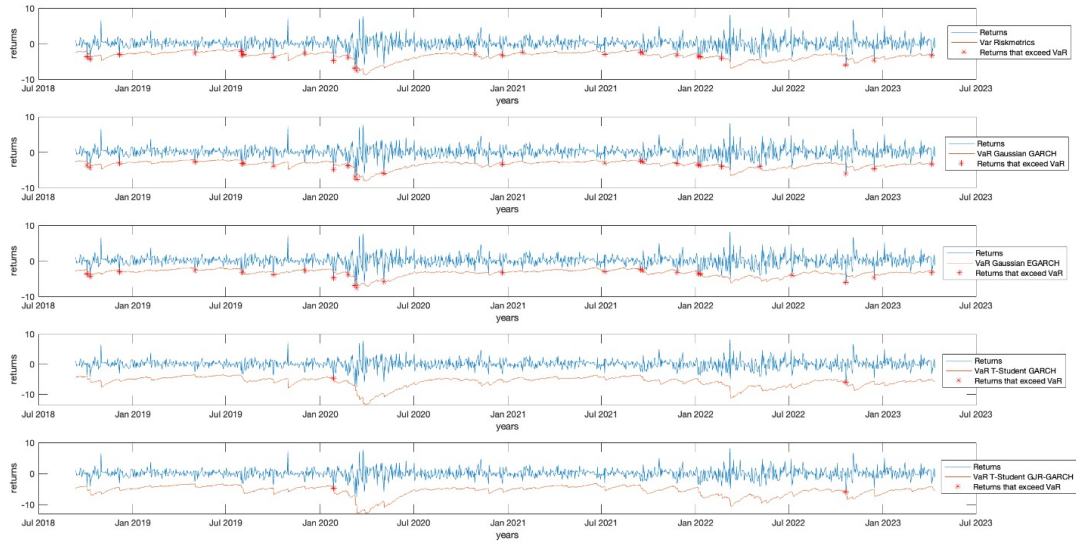 10
0
-10
returns
Jul 2018
Jan 2019
Jul 2019
Jan 2020
Jul 2020
Jan 2021
Jul 2021
Jan 2022
Jul 2022
Jan 2023
Jul 2023
years
Returns
Var Riskmetrics
Returns that exceed VaR
10
0
-10
returns
Jul 2018
Jan 2019
Jul 2019
Jan 2020
Jul 2020
Jan 2021
Jul 2021
Jan 2022
Jul 2022
Jan 2023
Jul 2023
years
Returns
VaR Gaussian GARCH
Returns that exceed VaR
10
0
-10
returns
Jul 2018
Jan 2019
Jul 2019
Jan 2020
Jul 2020
Jan 2021
Jul 2021
Jan 2022
Jul 2022
Jan 2023
Jul 2023
years
Returns
VaR Gaussian EGARCH
Returns that exceed VaR
10
0
-10
returns
Jul 2018
Jan 2019
Jul 2019
Jan 2020
Jul 2020
Jan 2021
Jul 2021
Jan 2022
Jul 2022
Jan 2023
Jul 2023
years
Returns
VaR T-Student GARCH
Returns that exceed VaR
10
0
-10
returns
Jul 2018
Jan 2019
Jul 2019
Jan 2020
Jul 2020
Jan 2021
Jul 2021
Jan 2022
Jul 2022
Jan 2023
Jul 2023
years
Returns
VaR T-Student GJR-GARCH
Returns that exceed VaR